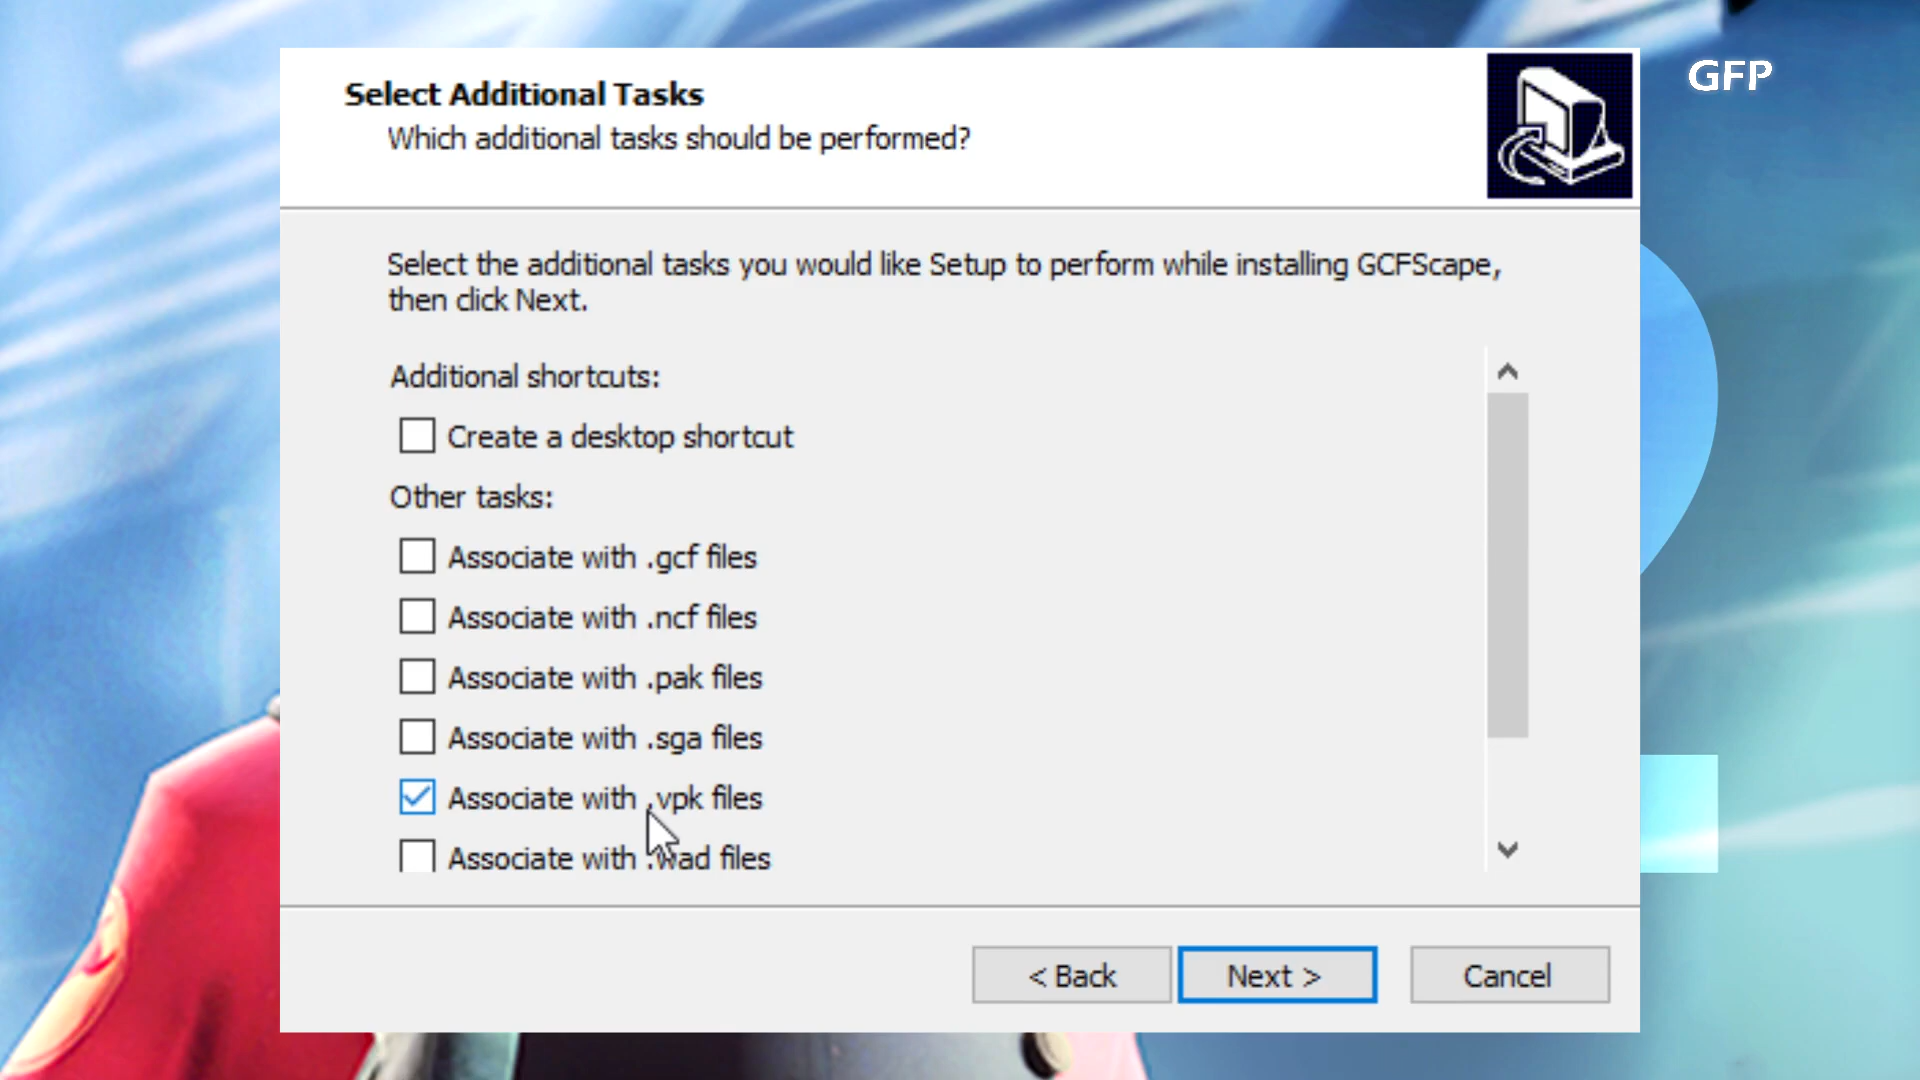 GFP
Select Additional Tasks
Which additional tasks should be performed?
Select the additional tasks you would like Setup to perform while installing GCFScape,
then click Next.
Additional shortcuts:
Create a desktop shortcut
Other tasks:
Associate with .gcf files
Associate with .ncf files
Associate with .pak files
Associate with .sga files
Associate with .vpk files
Associate with .wad files
< Back
Next >
Cancel